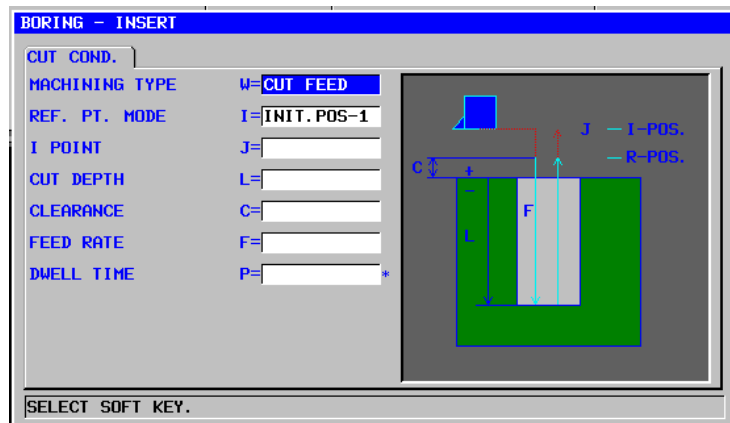 BORING - INSERT
CUT COND.
MACHINING TYPE W=CUT FEED
REF. PT. MODE I=INIT.POS-1
I POINT J=
CUT DEPTH L=
CLEARANCE C=
FEED RATE F=
DWELL TIME P= *
J - I-POS.
- R-POS.
C
+
-
F
L
SELECT SOFT KEY.